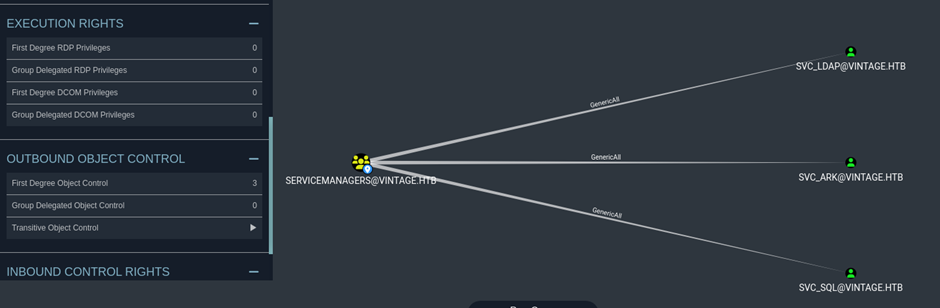 EXECUTION RIGHTS
First Degree RDP Privileges 0
Group Delegated RDP Privileges 0
First Degree DCOM Privileges 0
Group Delegated DCOM Privileges 0
OUTBOUND OBJECT CONTROL
First Degree Object Control 3
Group Delegated Object Control 0
Transitive Object Control
INBOUND CONTROL RIGHTS
SVC_LDAP@VINTAGE.HTB
GenericAll
SERVICEMANAGERS@VINTAGE.HTB
GenericAll
SVC_ARK@VINTAGE.HTB
GenericAll
SVC_SQL@VINTAGE.HTB